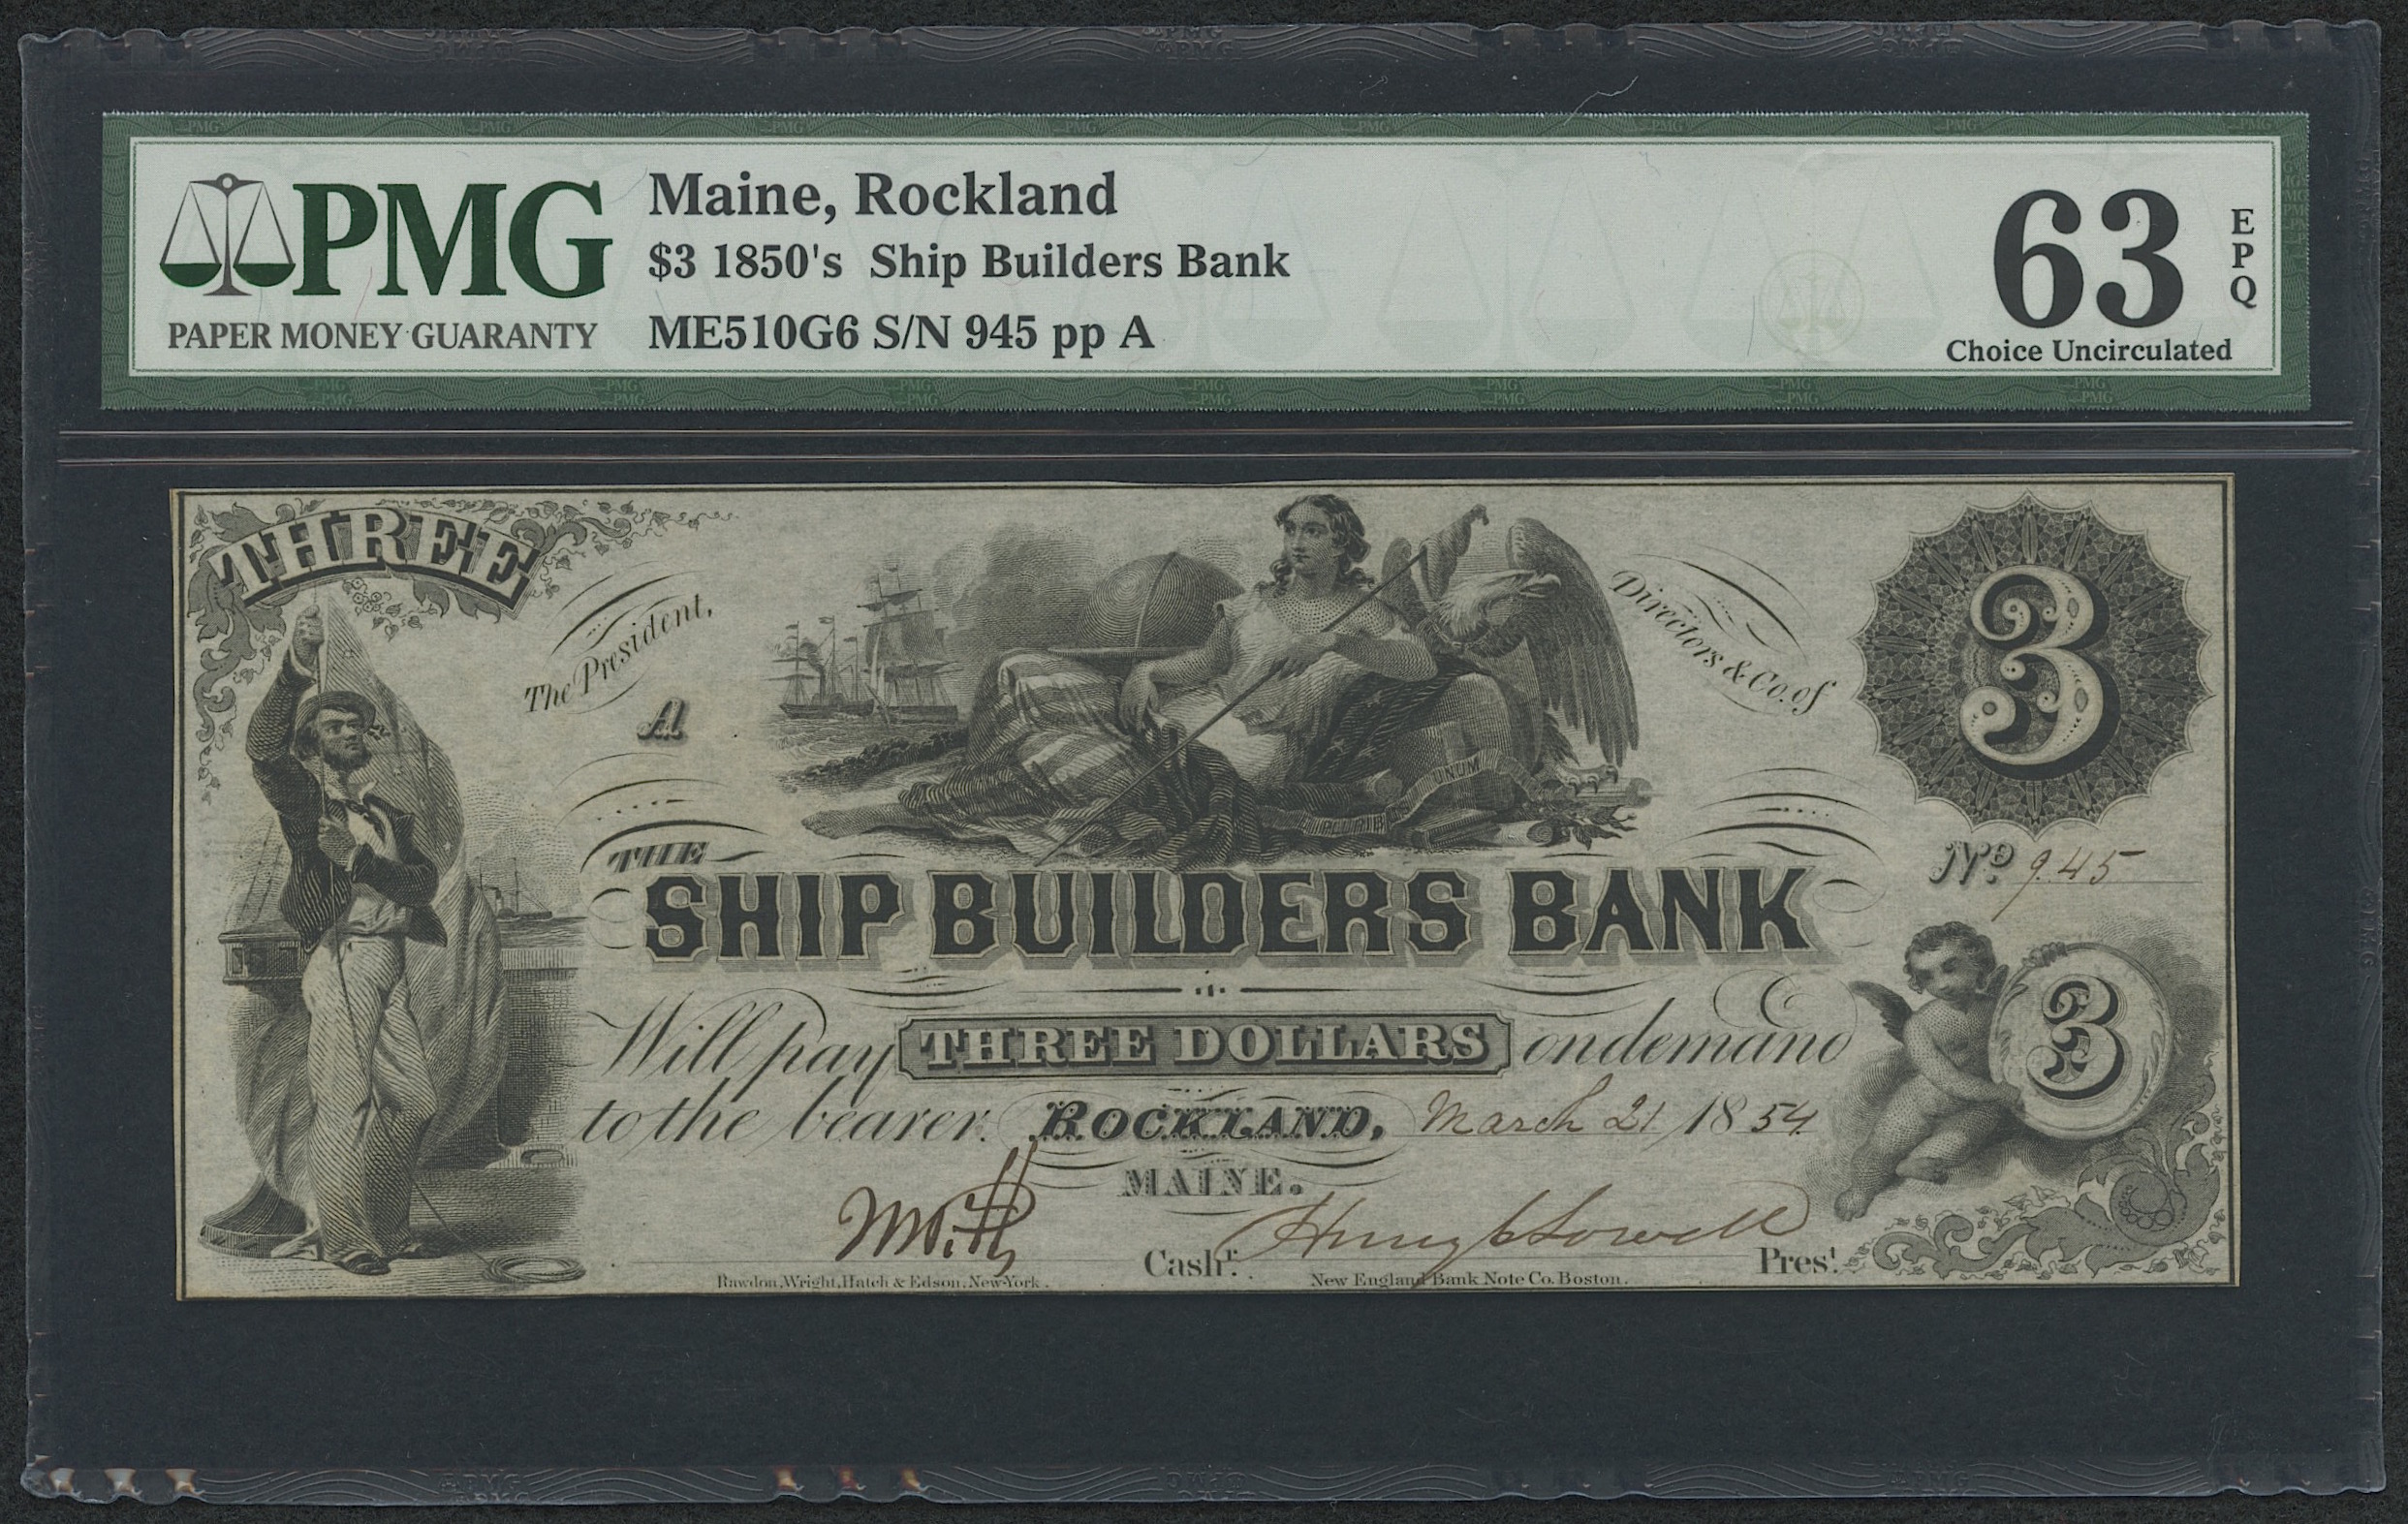 PMG
PAPER MONEY GUARANTY
Maine, Rockland
$3 1850's Ship Builders Bank
ME510G6 S/N 945 pp A
63
EPQ
Choice Uncirculated
THREE
The President,
Directors & Co. of
3
A
UNUM
THE
No. 945
SHIP BUILDERS BANK
3
Will pay THREE DOLLARS on demand
to the bearer. ROCKLAND, March 21 1854
MAINE.
Cashr. Prest.
Rawdon, Wright, Hatch & Edson, New-York.
New England Bank Note Co. Boston.